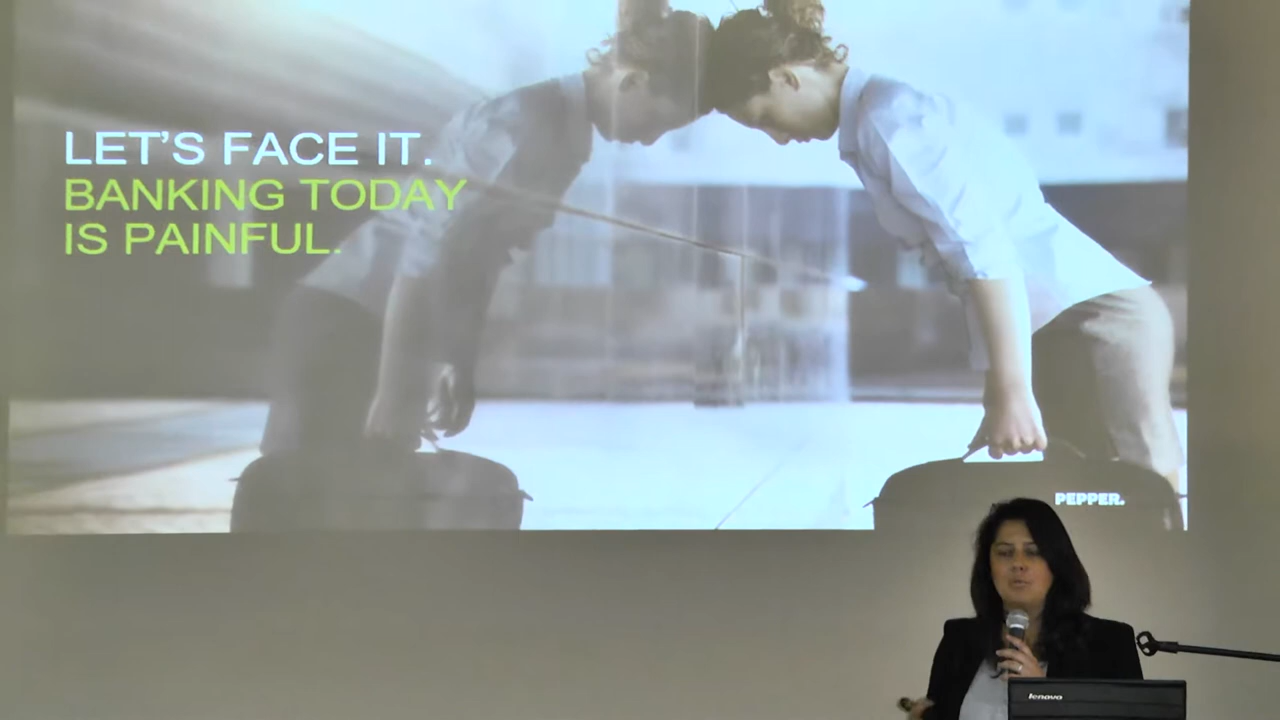 LET'S FACE IT.
BANKING TODAY
IS PAINFUL.
PEPPER.
lenovo